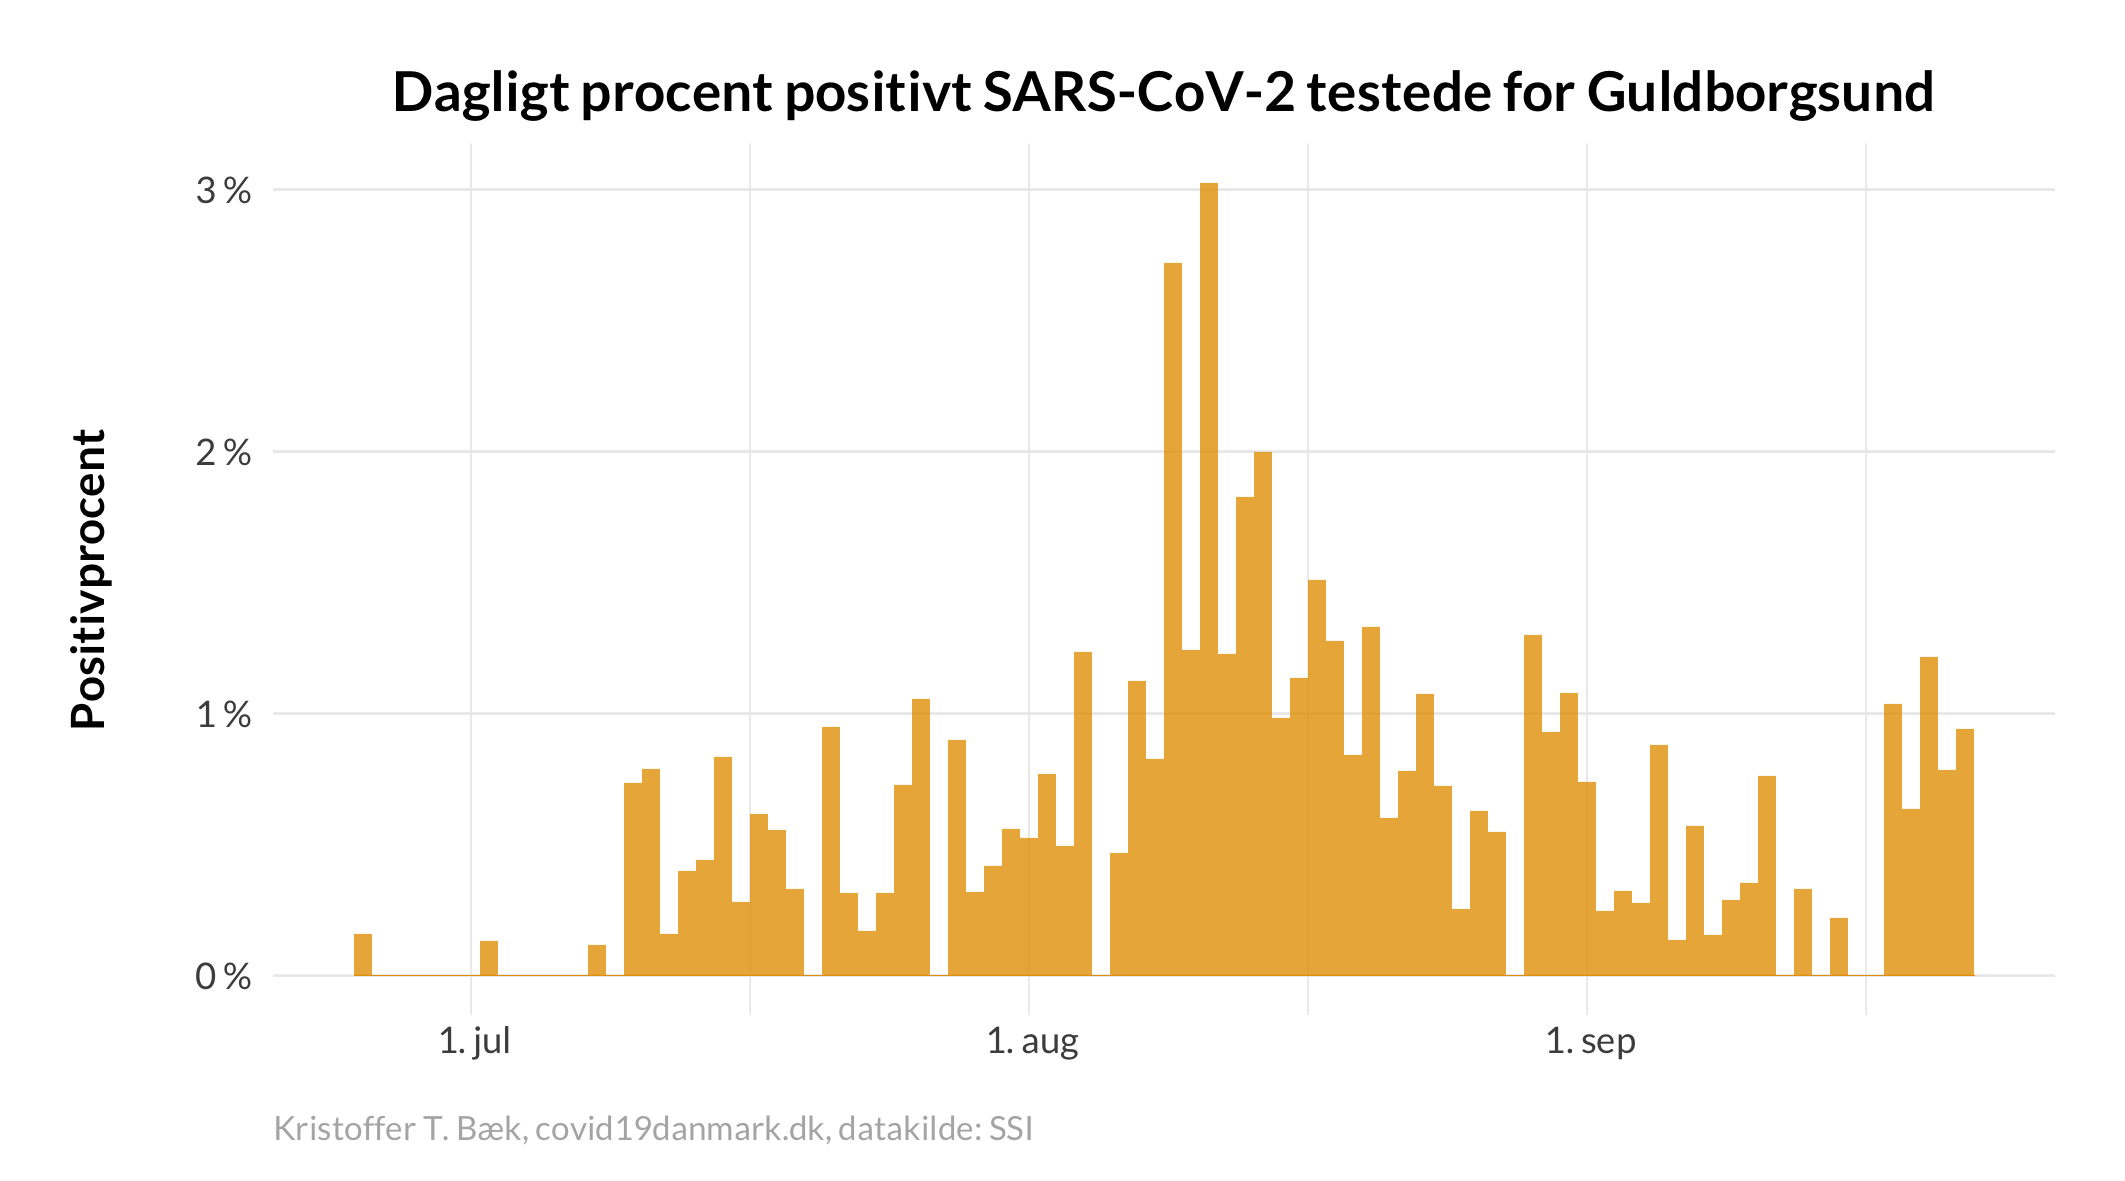 Dagligt procent positivt SARS-CoV-2 testede for Guldborgsund
Positivprocent
3 %
2 %
1 %
0 %
1. jul
1. aug
1. sep
Kristoffer T. Bæk, covid19danmark.dk, datakilde: SSI